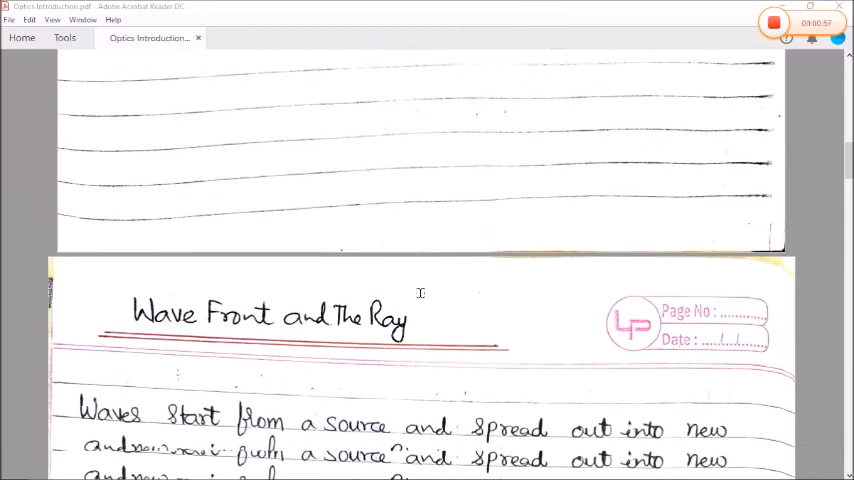 Optics Introduction.pdf - Adobe Acrobat Reader DC
File Edit View Window Help
00:00:57
Home Tools Optics Introduction... ×
Wave Front and The Ray
LP
Page No : ............
Date : ..../..../........
Waves start from a source and spread out into new
from a source and spread out into new